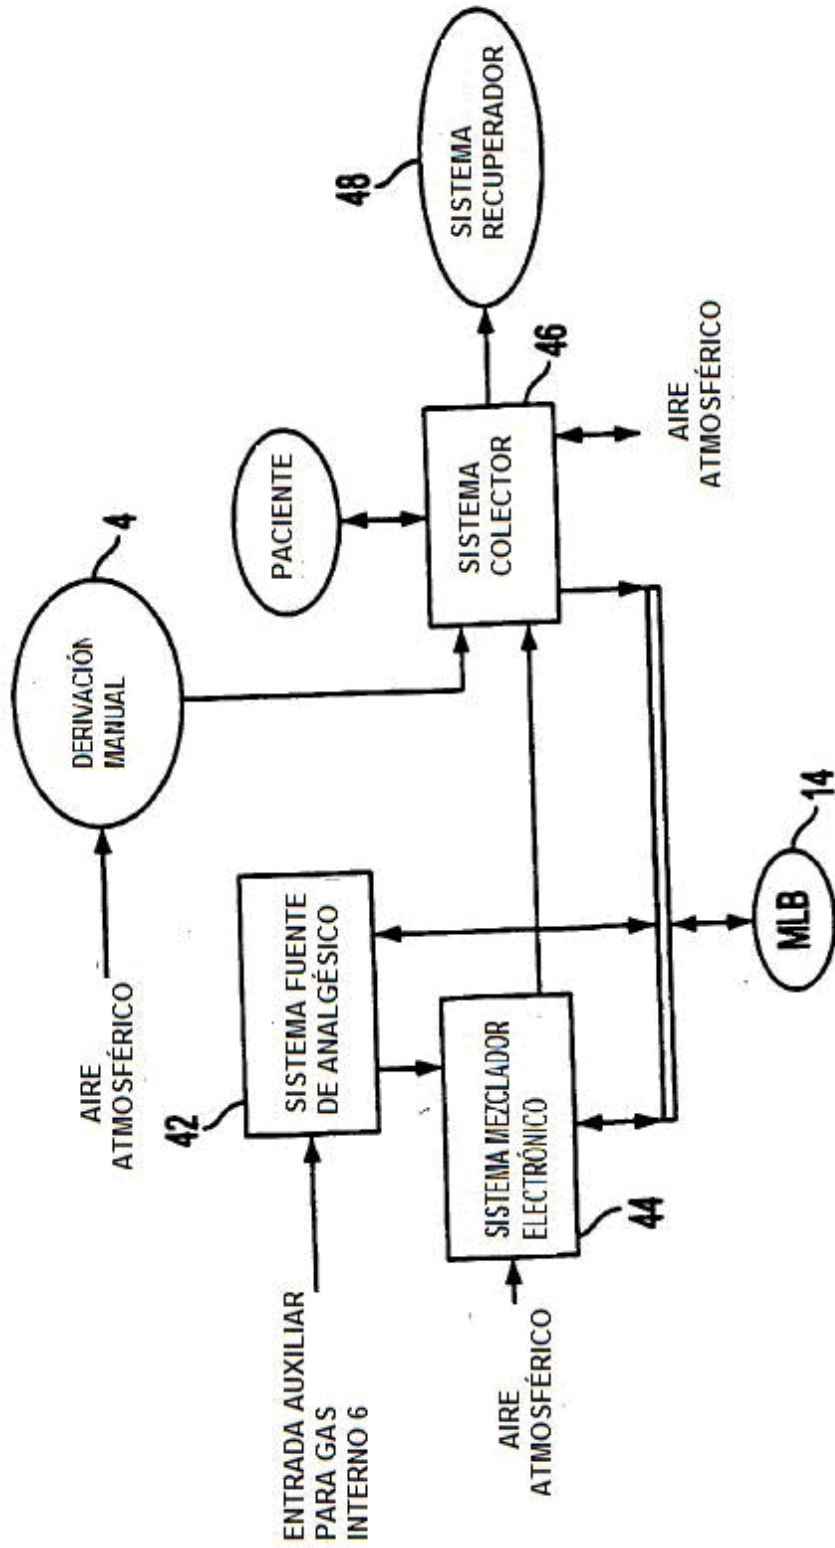 AIRE
ATMOSFÉRICO
DERIVACIÓN
MANUAL
4
ENTRADA AUXILIAR
PARA GAS
INTERNO 6
42
SISTEMA FUENTE
DE ANALGÉSICO
PACIENTE
48
SISTEMA
RECUPERADOR
AIRE
ATMOSFÉRICO
SISTEMA MEZCLADOR
ELECTRÓNICO
44
SISTEMA
COLECTOR
46
AIRE
ATMOSFÉRICO
MLB
14